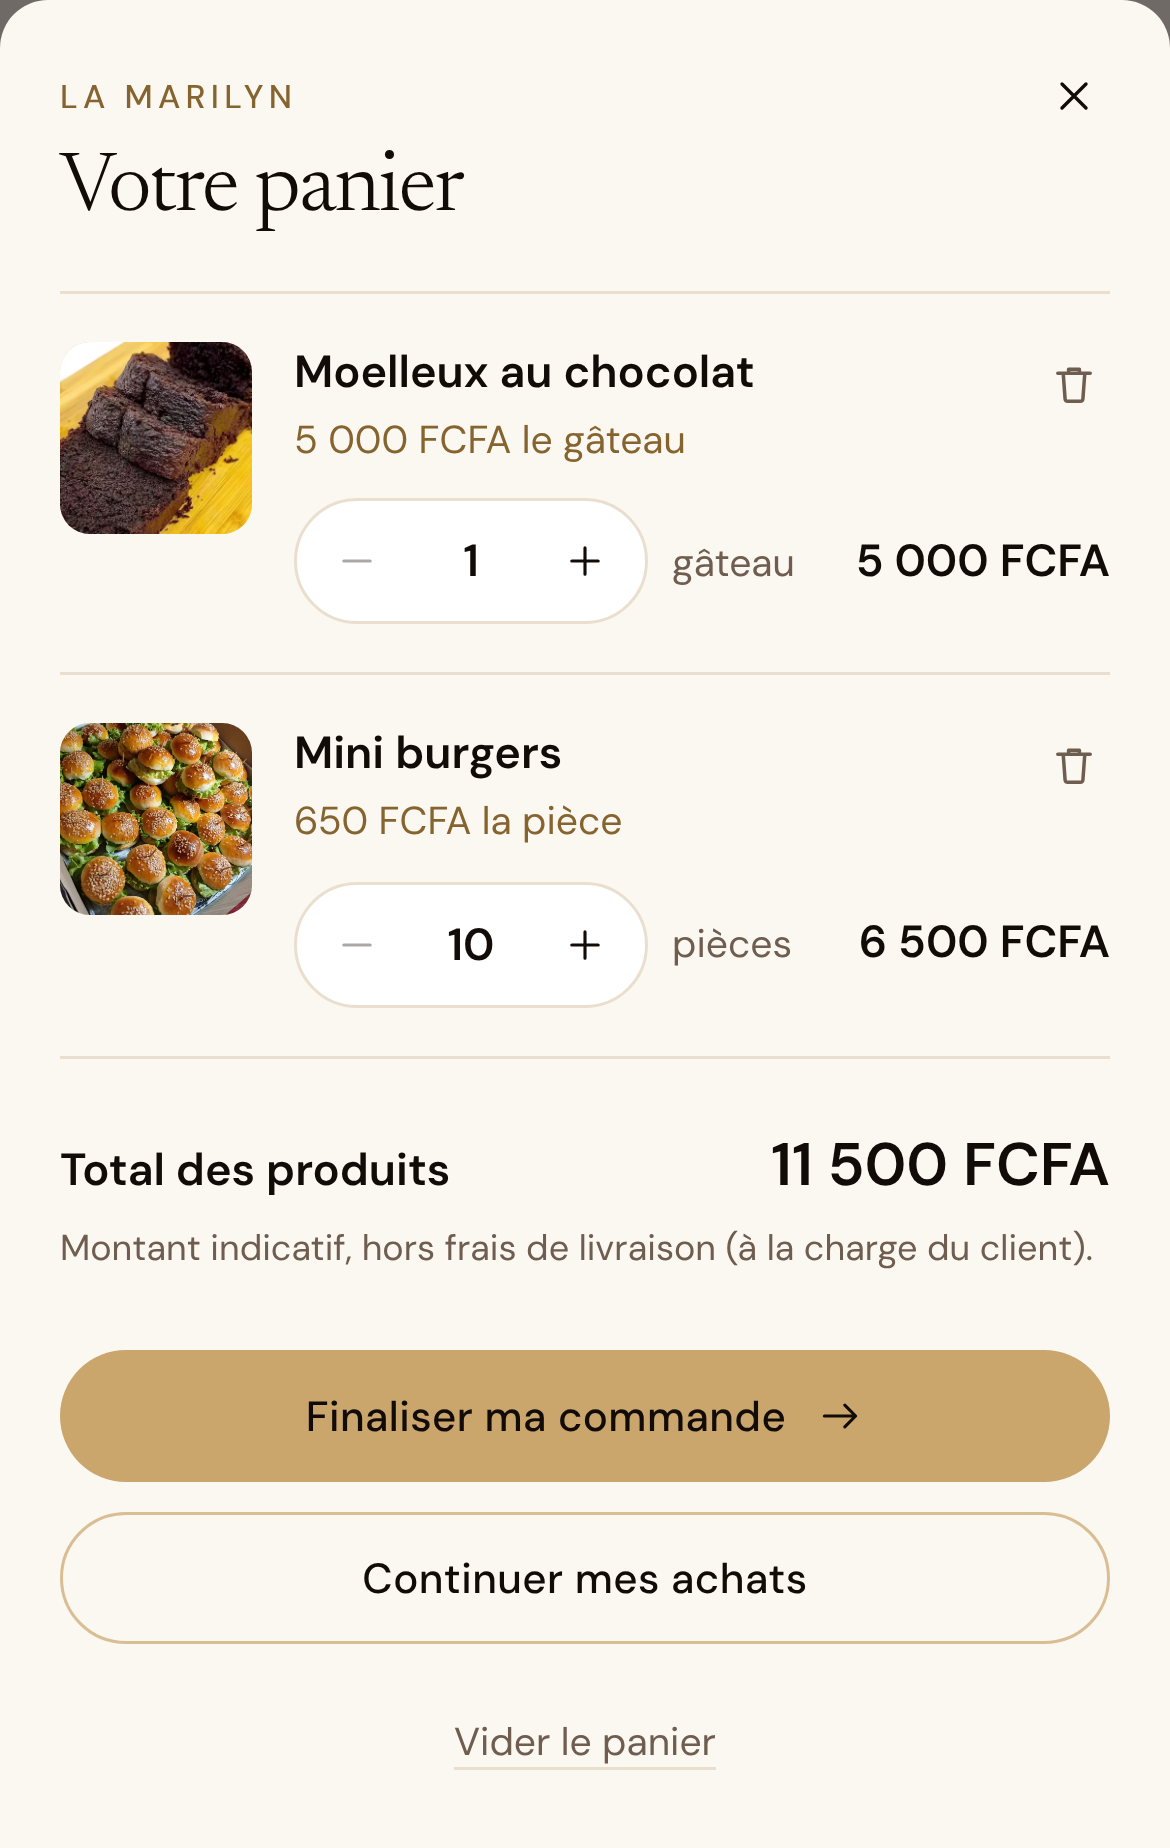 LA MARILYN
Votre panier
Moelleux au chocolat
5 000 FCFA le gâteau
1 gâteau 5 000 FCFA
Mini burgers
650 FCFA la pièce
10 pièces 6 500 FCFA
Total des produits 11 500 FCFA
Montant indicatif, hors frais de livraison (à la charge du client).
Finaliser ma commande →
Continuer mes achats
Vider le panier